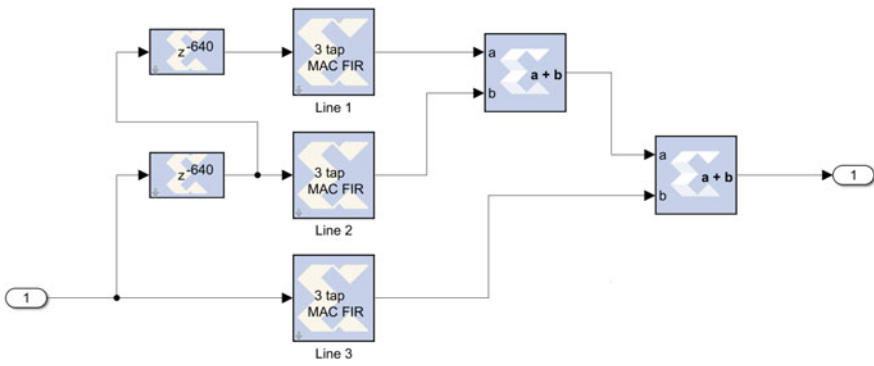 z-640
3 tap
MAC FIR
Line 1
a
b
a + b
z-640
3 tap
MAC FIR
Line 2
a
b
a + b
1
1
3 tap
MAC FIR
Line 3